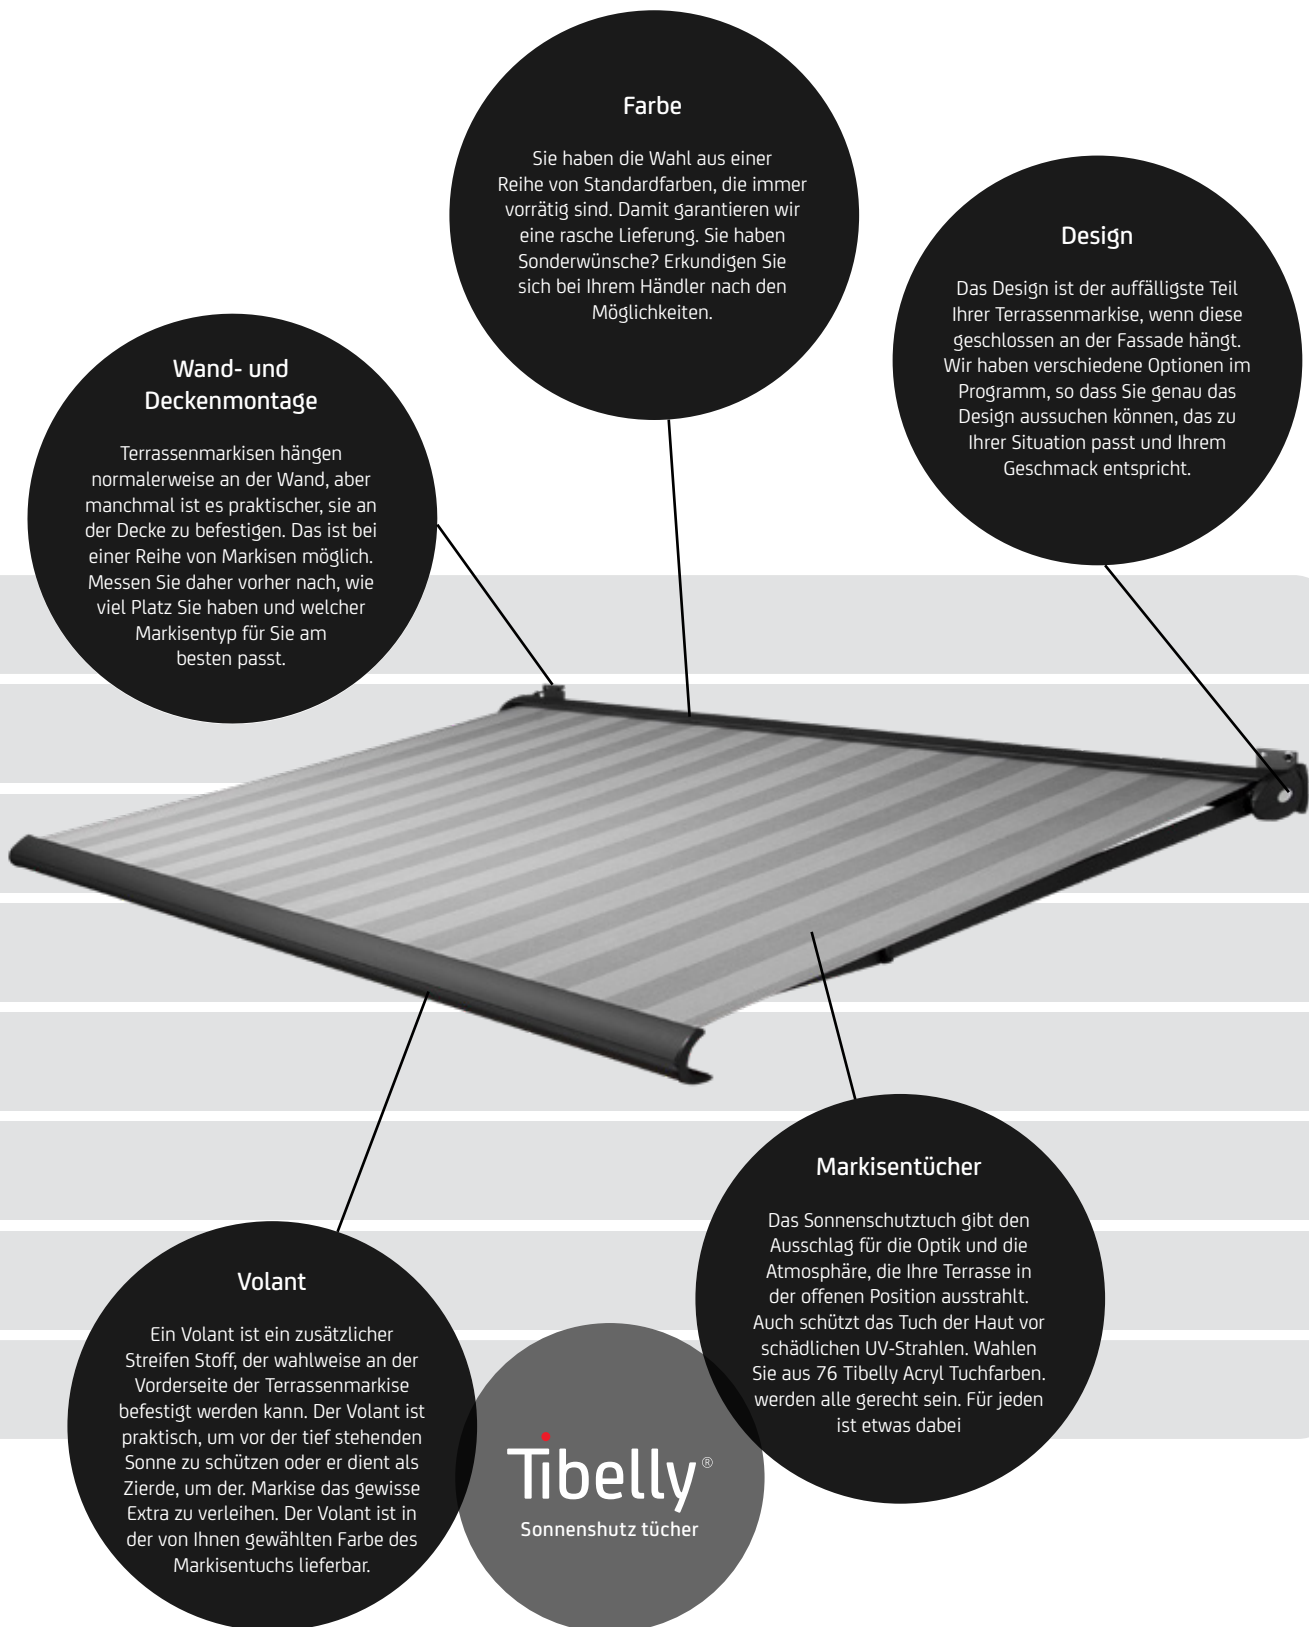 Farbe
Sie haben die Wahl aus einer
Reihe von Standardfarben, die immer
vorrätig sind. Damit garantieren wir
eine rasche Lieferung. Sie haben
Sonderwünsche? Erkundigen Sie
sich bei Ihrem Händler nach den
Möglichkeiten.
Design
Das Design ist der auffälligste Teil
Ihrer Terrassenmarkise, wenn diese
geschlossen an der Fassade hängt.
Wir haben verschiedene Optionen im
Programm, so dass Sie genau das
Design aussuchen können, das zu
Ihrer Situation passt und Ihrem
Geschmack entspricht.
Wand- und
Deckenmontage
Terrassenmarkisen hängen
normalerweise an der Wand, aber
manchmal ist es praktischer, sie an
der Decke zu befestigen. Das ist bei
einer Reihe von Markisen möglich.
Messen Sie daher vorher nach, wie
viel Platz Sie haben und welcher
Markisentyp für Sie am
besten passt.
Markisentücher
Das Sonnenschutztuch gibt den
Ausschlag für die Optik und die
Atmosphäre, die Ihre Terrasse in
der offenen Position ausstrahlt.
Auch schützt das Tuch der Haut vor
schädlichen UV-Strahlen. Wahlen
Sie aus 76 Tibelly Acryl Tuchfarben.
werden alle gerecht sein. Für jeden
ist etwas dabei
Volant
Ein Volant ist ein zusätzlicher
Streifen Stoff, der wahlweise an der
Vorderseite der Terrassenmarkise
befestigt werden kann. Der Volant ist
praktisch, um vor der tief stehenden
Sonne zu schützen oder er dient als
Zierde, um der. Markise das gewisse
Extra zu verleihen. Der Volant ist in
der von Ihnen gewählten Farbe des
Markisentuchs lieferbar.
Tibelly®
Sonnenshutz tücher